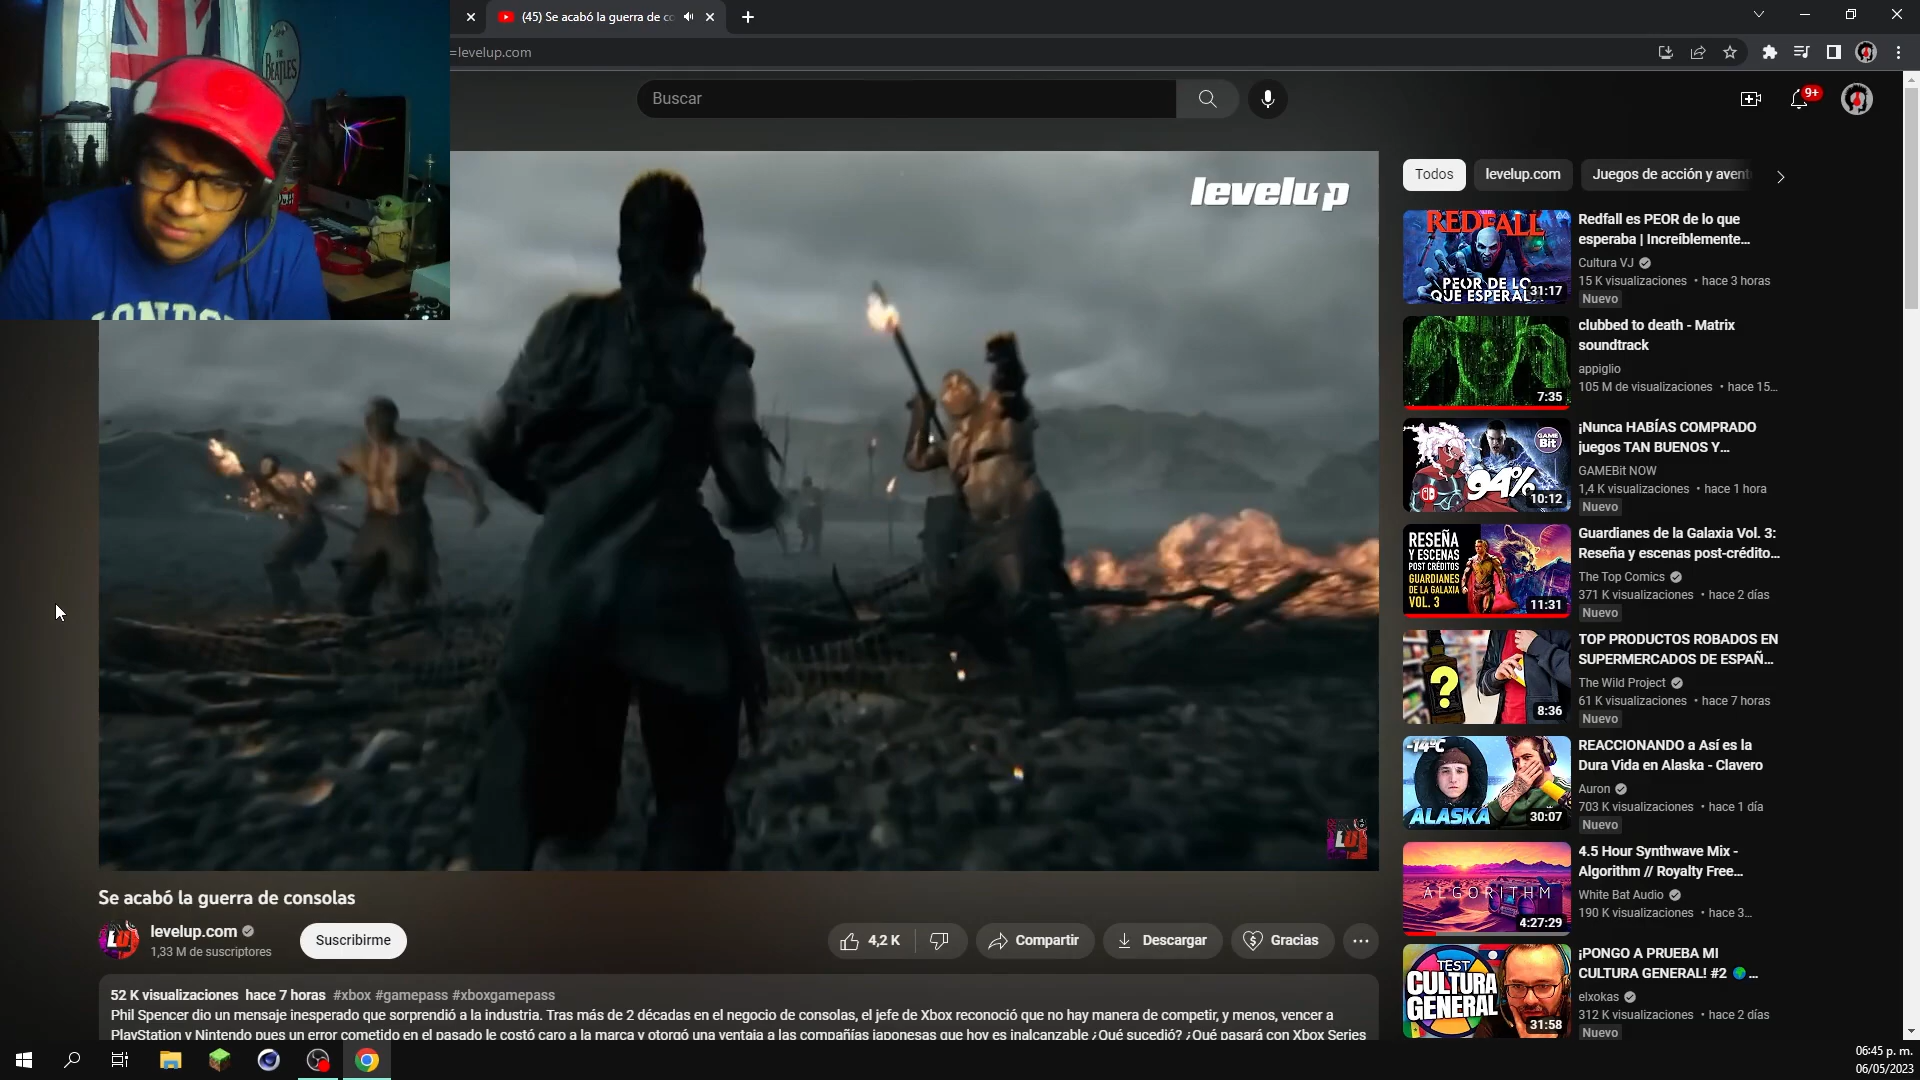 (45) Se acabó la guerra de co
=levelup.com
THE
BEATLES
LONDO
Buscar
9+
levelup
Todos
levelup.com
Juegos de acción y avent
REDFALL
PEOR DE LO
QUE ESPERA
31:17
Redfall es PEOR de lo que
esperaba | Increíblemente...
Cultura VJ
15 K visualizaciones • hace 3 horas
Nuevo
7:35
clubbed to death - Matrix
soundtrack
appiglio
105 M de visualizaciones • hace 15...
GAME
Bit
94%
10:12
¡Nunca HABÍAS COMPRADO
juegos TAN BUENOS Y...
GAMEBit NOW
1,4 K visualizaciones • hace 1 hora
Nuevo
RESEÑA
Y ESCENAS
POST CRÉDITOS
GUARDIANES
DE LA GALAXIA
VOL. 3
11:31
Guardianes de la Galaxia Vol. 3:
Reseña y escenas post-crédito...
The Top Comics
371 K visualizaciones • hace 2 días
Nuevo
?
8:36
TOP PRODUCTOS ROBADOS EN
SUPERMERCADOS DE ESPAÑ...
The Wild Project
61 K visualizaciones • hace 7 horas
Nuevo
-14ºC
ALASKA
30:07
REACCIONANDO a Así es la
Dura Vida en Alaska - Clavero
Auron
703 K visualizaciones • hace 1 día
Nuevo
ALGORITHM
4:27:29
4.5 Hour Synthwave Mix -
Algorithm // Royalty Free...
White Bat Audio
190 K visualizaciones • hace 3...
TEST
CULTURA
GENERAL
31:58
¡PONGO A PRUEBA MI
CULTURA GENERAL! #2 🌍 ...
elxokas
312 K visualizaciones • hace 2 días
Nuevo
LU
Se acabó la guerra de consolas
LU
levelup.com
1,33 M de suscriptores
Suscribirme
4,2 K
Compartir
Descargar
Gracias
52 K visualizaciones hace 7 horas #xbox #gamepass #xboxgamepass
Phil Spencer dio un mensaje inesperado que sorprendió a la industria. Tras más de 2 décadas en el negocio de consolas, el jefe de Xbox reconoció que no hay manera de competir, y menos, vencer a
PlayStation y Nintendo pues un error cometido en el pasado le costó caro a la marca y otorgó una ventaja a las compañías japonesas que hoy es inalcanzable ¿Qué sucedió? ¿Qué pasará con Xbox Series
06:45 p. m.
06/05/2023